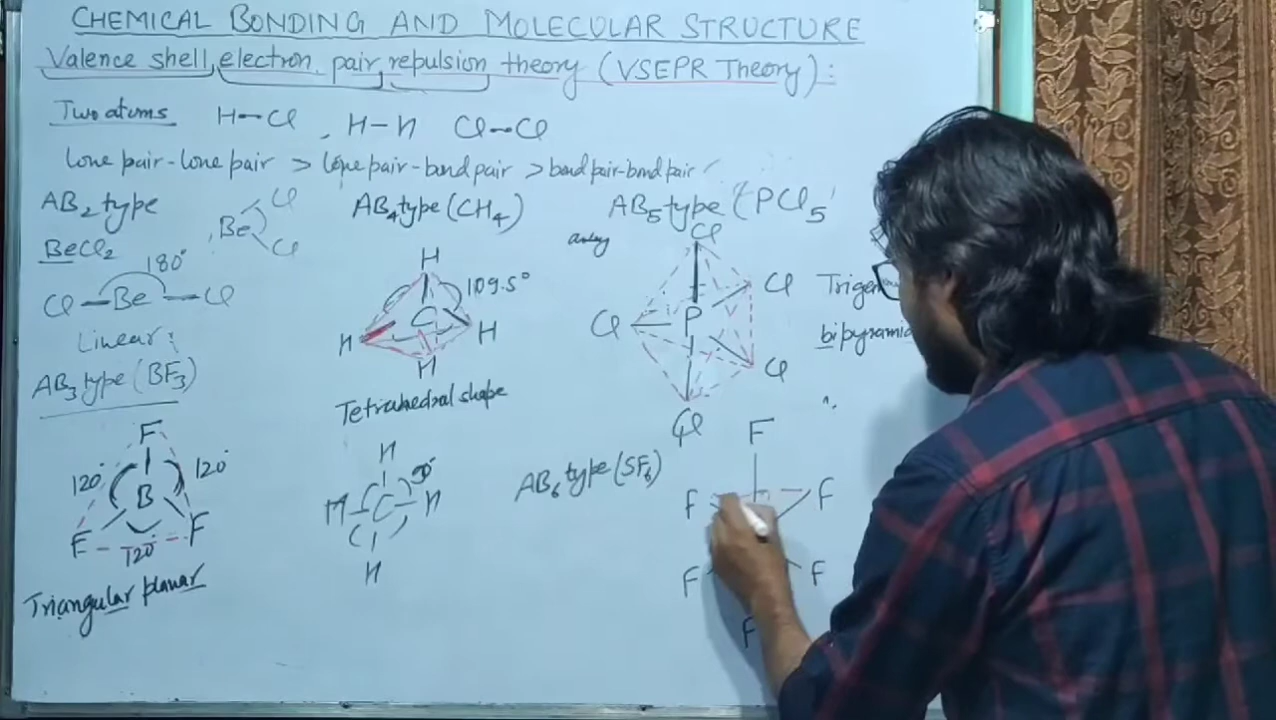 CHEMICAL BONDING AND MOLECULAR STRUCTURE
Valence shell, electron pair repulsion theory (VSEPR Theory) :
Two atoms H-Cl , H-H Cl-Cl
lone pair-lone pair > lone pair-bond pair > bond pair-bond pair
AB2 type
BeCl2
Be
Cl
Cl
180°
Cl-Be-Cl
Linear :
AB3 type (BF3)
F
120° 120°
B
F 120° F
Triangular planar
AB4 type (CH4)
H
109.5°
C
H H
H
Tetrahedral shape
H
90°
H C H
C
H
AB5 type (PCl5
Cl
Cl
Cl P
Cl
Cl
AB6 type (SF6)
F
F F
F F
F